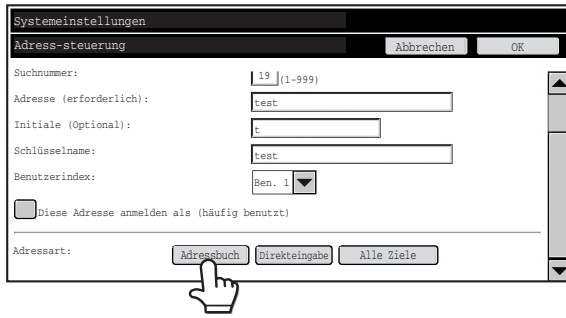 Systemeinstellungen
Adress-steuerung Abbrechen OK
Suchnummer: 19 (1-999)
Adresse (erforderlich): test
Initiale (Optional): t
Schlüsselname: test
Benutzerindex: Ben. 1
Diese Adresse anmelden als (häufig benutzt)
Adressart: Adressbuch Direkteingabe Alle Ziele